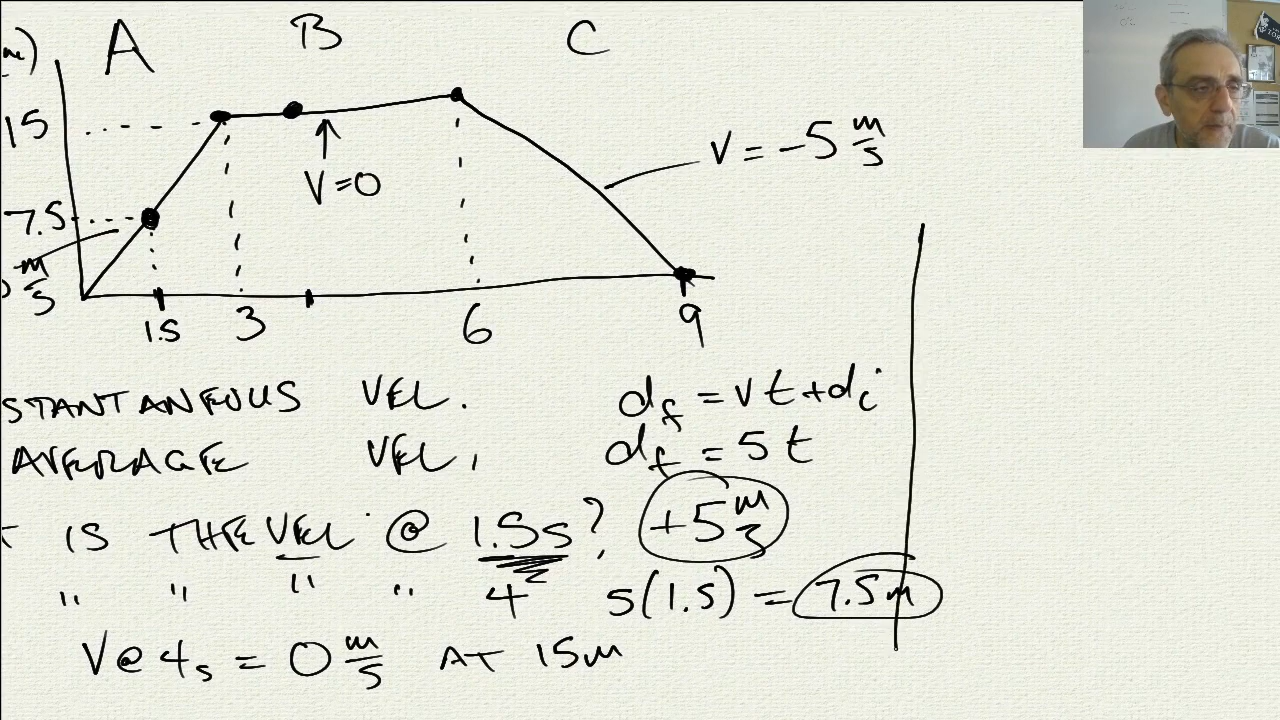 A B C
15
V = -5 m/s
V=0
7.5
m/s
1.5 3 6 9
STANTANEOUS VEL. df = vt+di
AVERAGE VEL. df = 5t
IS THE VEL @ 1.5s? +5 m/s
" " " " 4 5(1.5) = 7.5m
V@4s = 0 m/s AT 15m